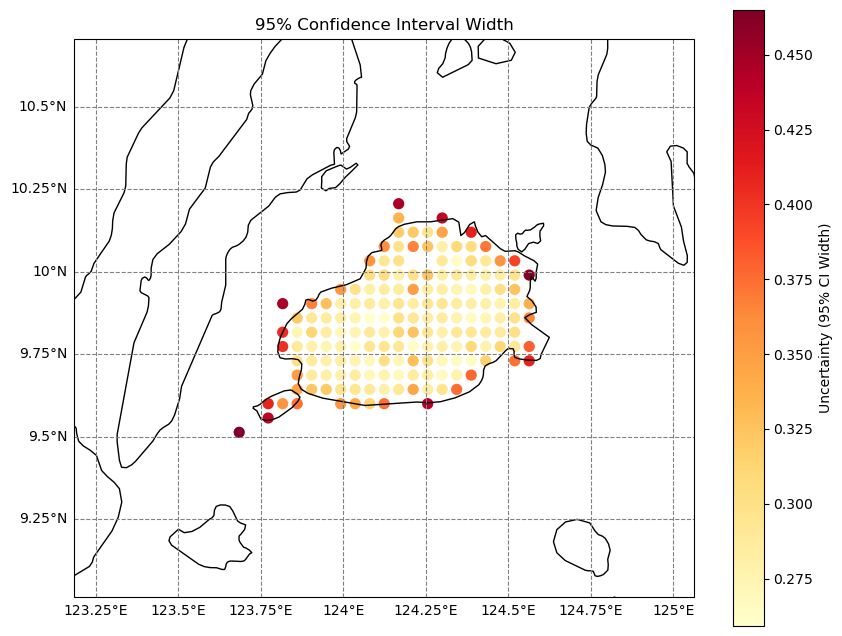 95% Confidence Interval Width
10.5°N
10.25°N
10°N
9.75°N
9.5°N
9.25°N
123.25°E 123.5°E 123.75°E 124°E 124.25°E 124.5°E 124.75°E 125°E
0.450
0.425
0.400
0.375
0.350
0.325
0.300
0.275
Uncertainty (95% CI Width)